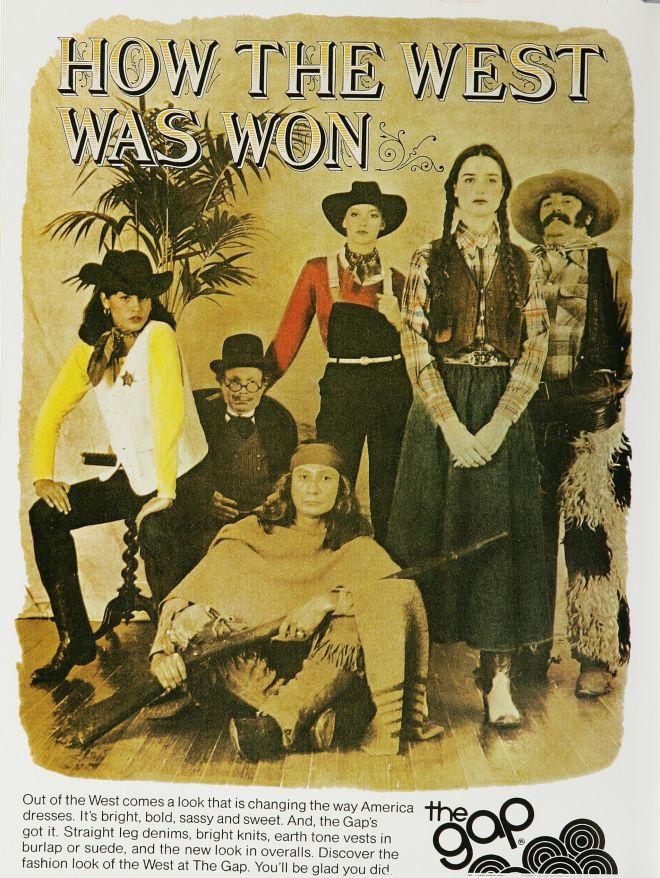 HOW THE WEST
WAS WON
Out of the West comes a look that is changing the way America
dresses. It's bright, bold, sassy and sweet. And, the Gap's
got it. Straight leg denims, bright knits, earth tone vests in
burlap or suede, and the new look in overalls. Discover the
fashion look of the West at The Gap. You'll be glad you did.
the
gap®